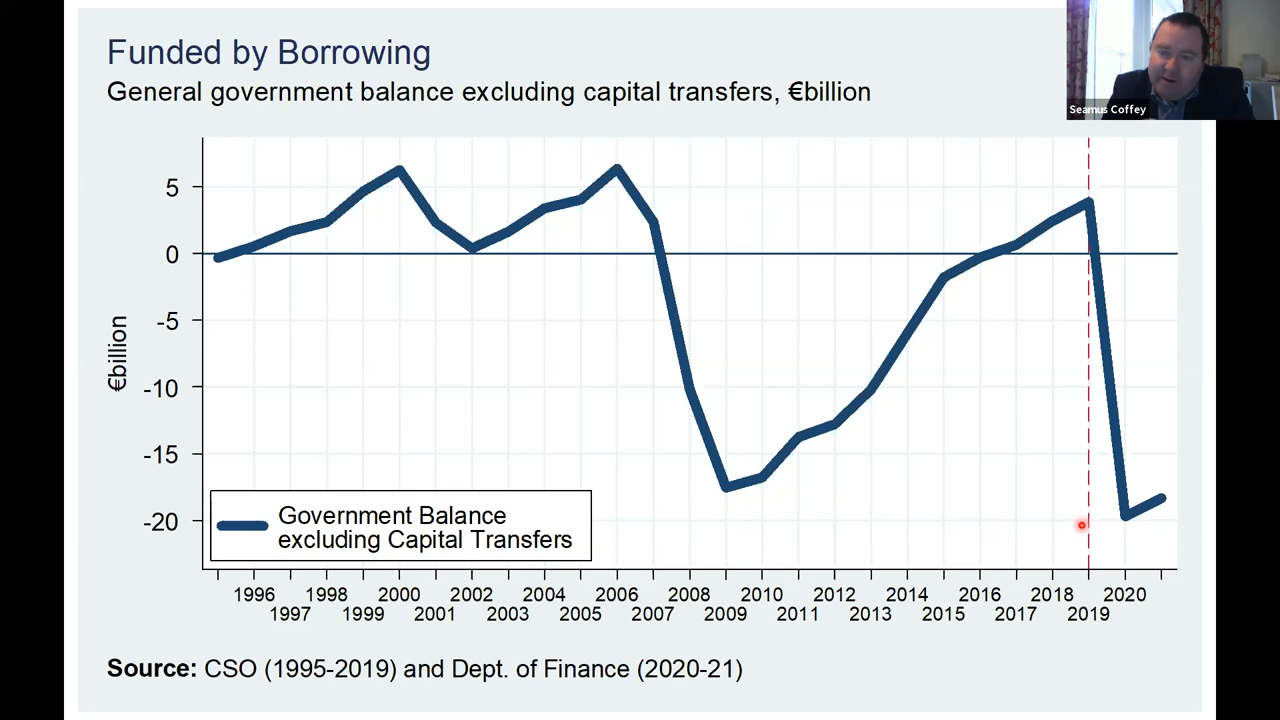 Funded by Borrowing
General government balance excluding capital transfers, €billion
Seamus Coffey
€billion
5
0
-5
-10
-15
-20
Government Balance
excluding Capital Transfers
1996 1998 2000 2002 2004 2006 2008 2010 2012 2014 2016 2018 2020
1997 1999 2001 2003 2005 2007 2009 2011 2013 2015 2017 2019
Source: CSO (1995-2019) and Dept. of Finance (2020-21)